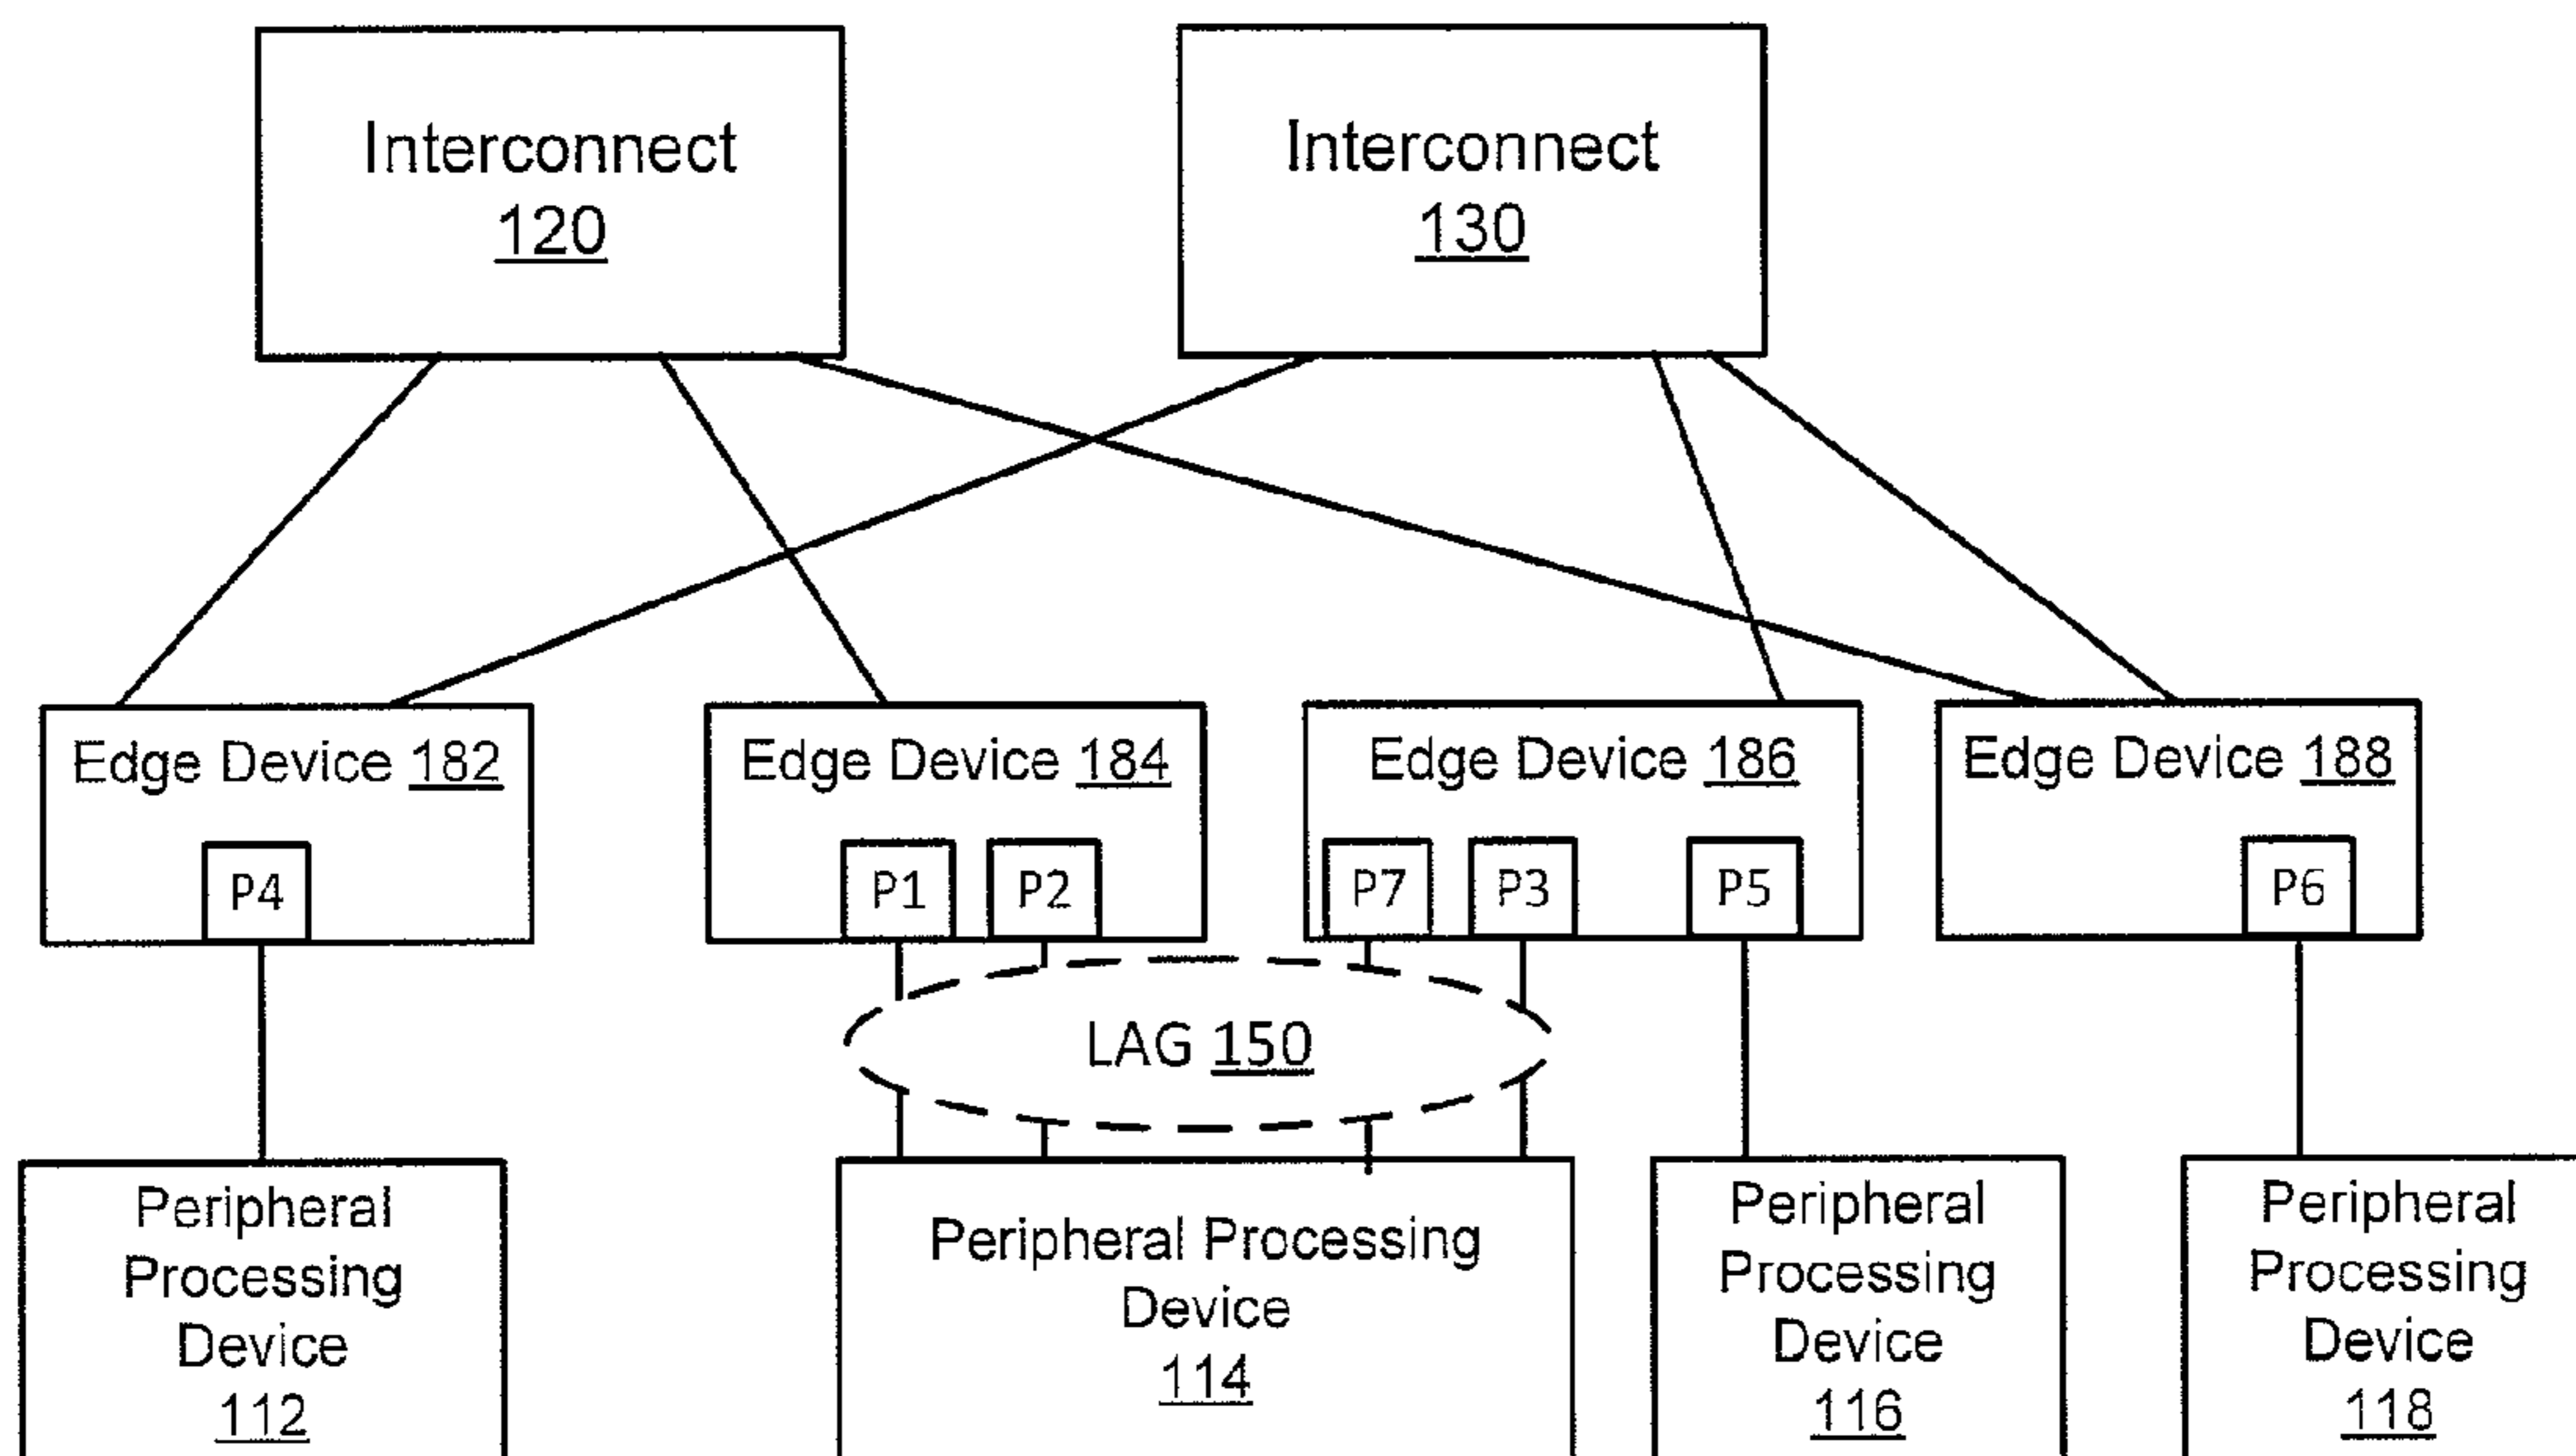 Interconnect
120
Interconnect
130
Edge Device 182
Edge Device 184
Edge Device 186
Edge Device 188
P4
P1
P2
P7
P3
P5
P6
LAG 150
Peripheral
Processing
Device
112
Peripheral Processing
Device
114
Peripheral
Processing
Device
116
Peripheral
Processing
Device
118